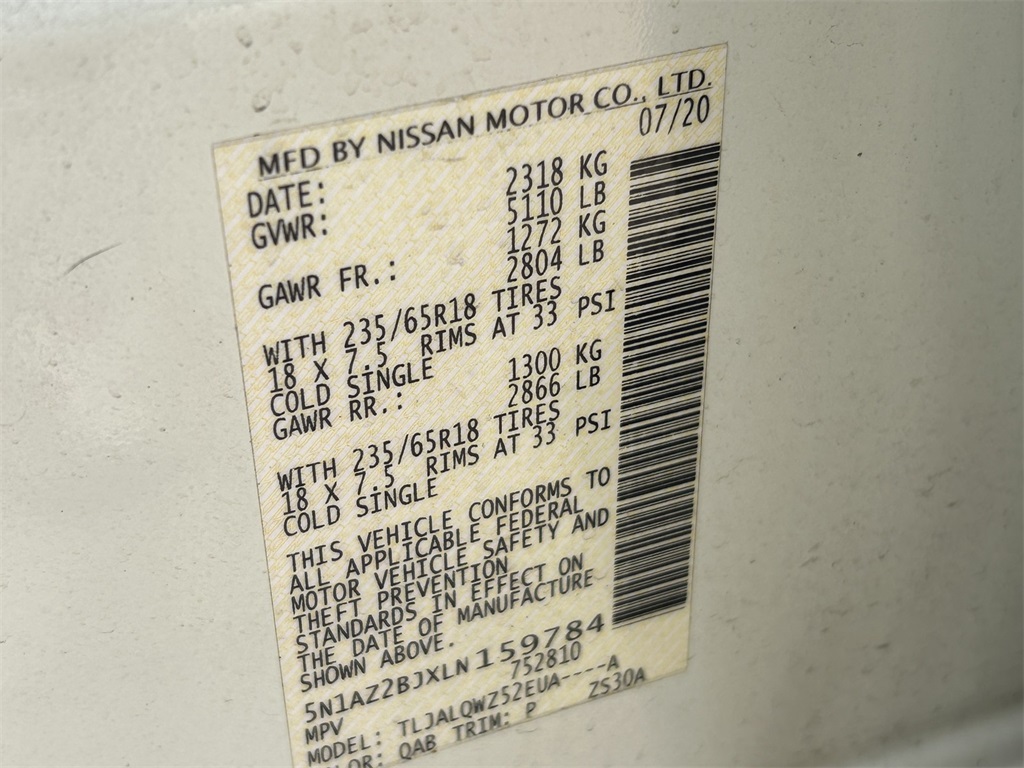 MFD BY NISSAN MOTOR CO., LTD.
DATE: 07/20
GVWR: 2318 KG
5110 LB
GAWR FR.: 1272 KG
2804 LB
WITH 235/65R18 TIRES
18 X 7.5 RIMS AT 33 PSI
COLD SINGLE
GAWR RR.: 1300 KG
2866 LB
WITH 235/65R18 TIRES
18 X 7.5 RIMS AT 33 PSI
COLD SINGLE
THIS VEHICLE CONFORMS TO
ALL APPLICABLE FEDERAL
MOTOR VEHICLE SAFETY AND
THEFT PREVENTION
STANDARDS IN EFFECT ON
THE DATE OF MANUFACTURE
SHOWN ABOVE.
5N1AZ2BJXLN159784
MPV 752810
MODEL: TLJALQWZ52EUA----A
QAB TRIM: P ZS30A